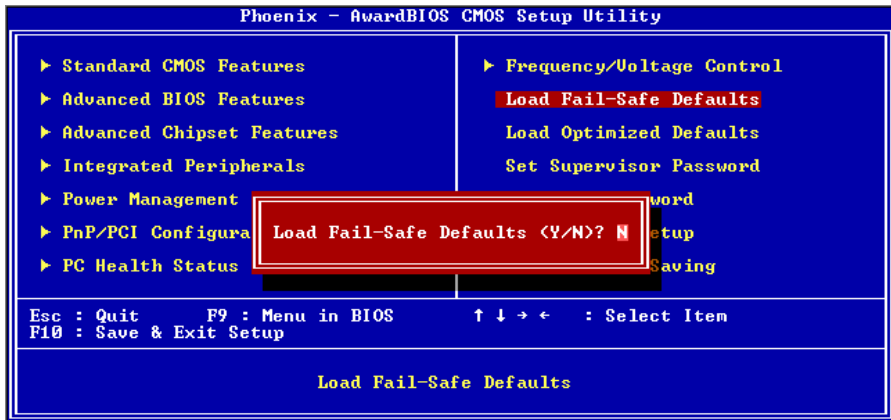 Phoenix - AwardBIOS CMOS Setup Utility
Standard CMOS Features
Advanced BIOS Features
Advanced Chipset Features
Integrated Peripherals
Power Management
PnP/PCI Configura
PC Health Status
Frequency/Voltage Control
Load Fail-Safe Defaults
Load Optimized Defaults
Set Supervisor Password
word
etup
Saving
Load Fail-Safe Defaults (Y/N)? N
Esc : Quit F9 : Menu in BIOS ↑ ↓ → ← : Select Item
F10 : Save & Exit Setup
Load Fail-Safe Defaults